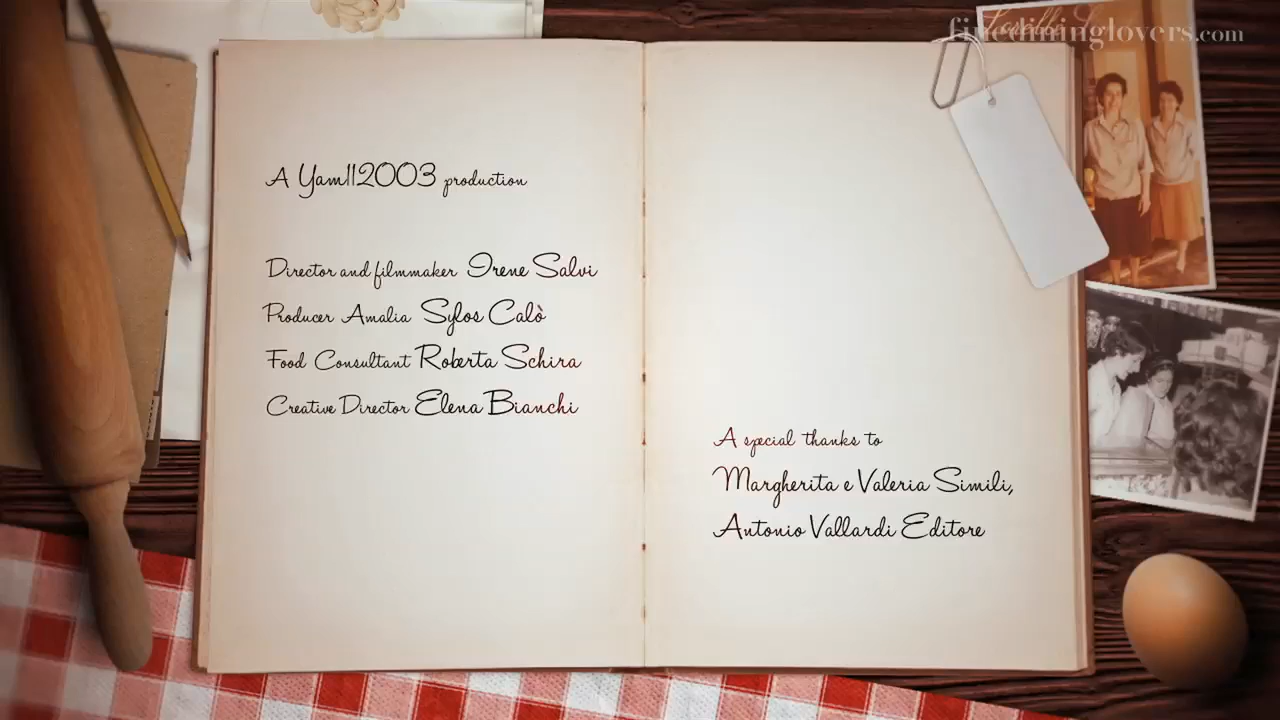 finedininglovers.com
A Yam112003 production
Director and filmmaker Irene Salvi
Producer Amalia Sylos Calò
Food Consultant Roberta Schira
Creative Director Elena Bianchi
A special thanks to
Margherita e Valeria Simili,
Antonio Vallardi Editore